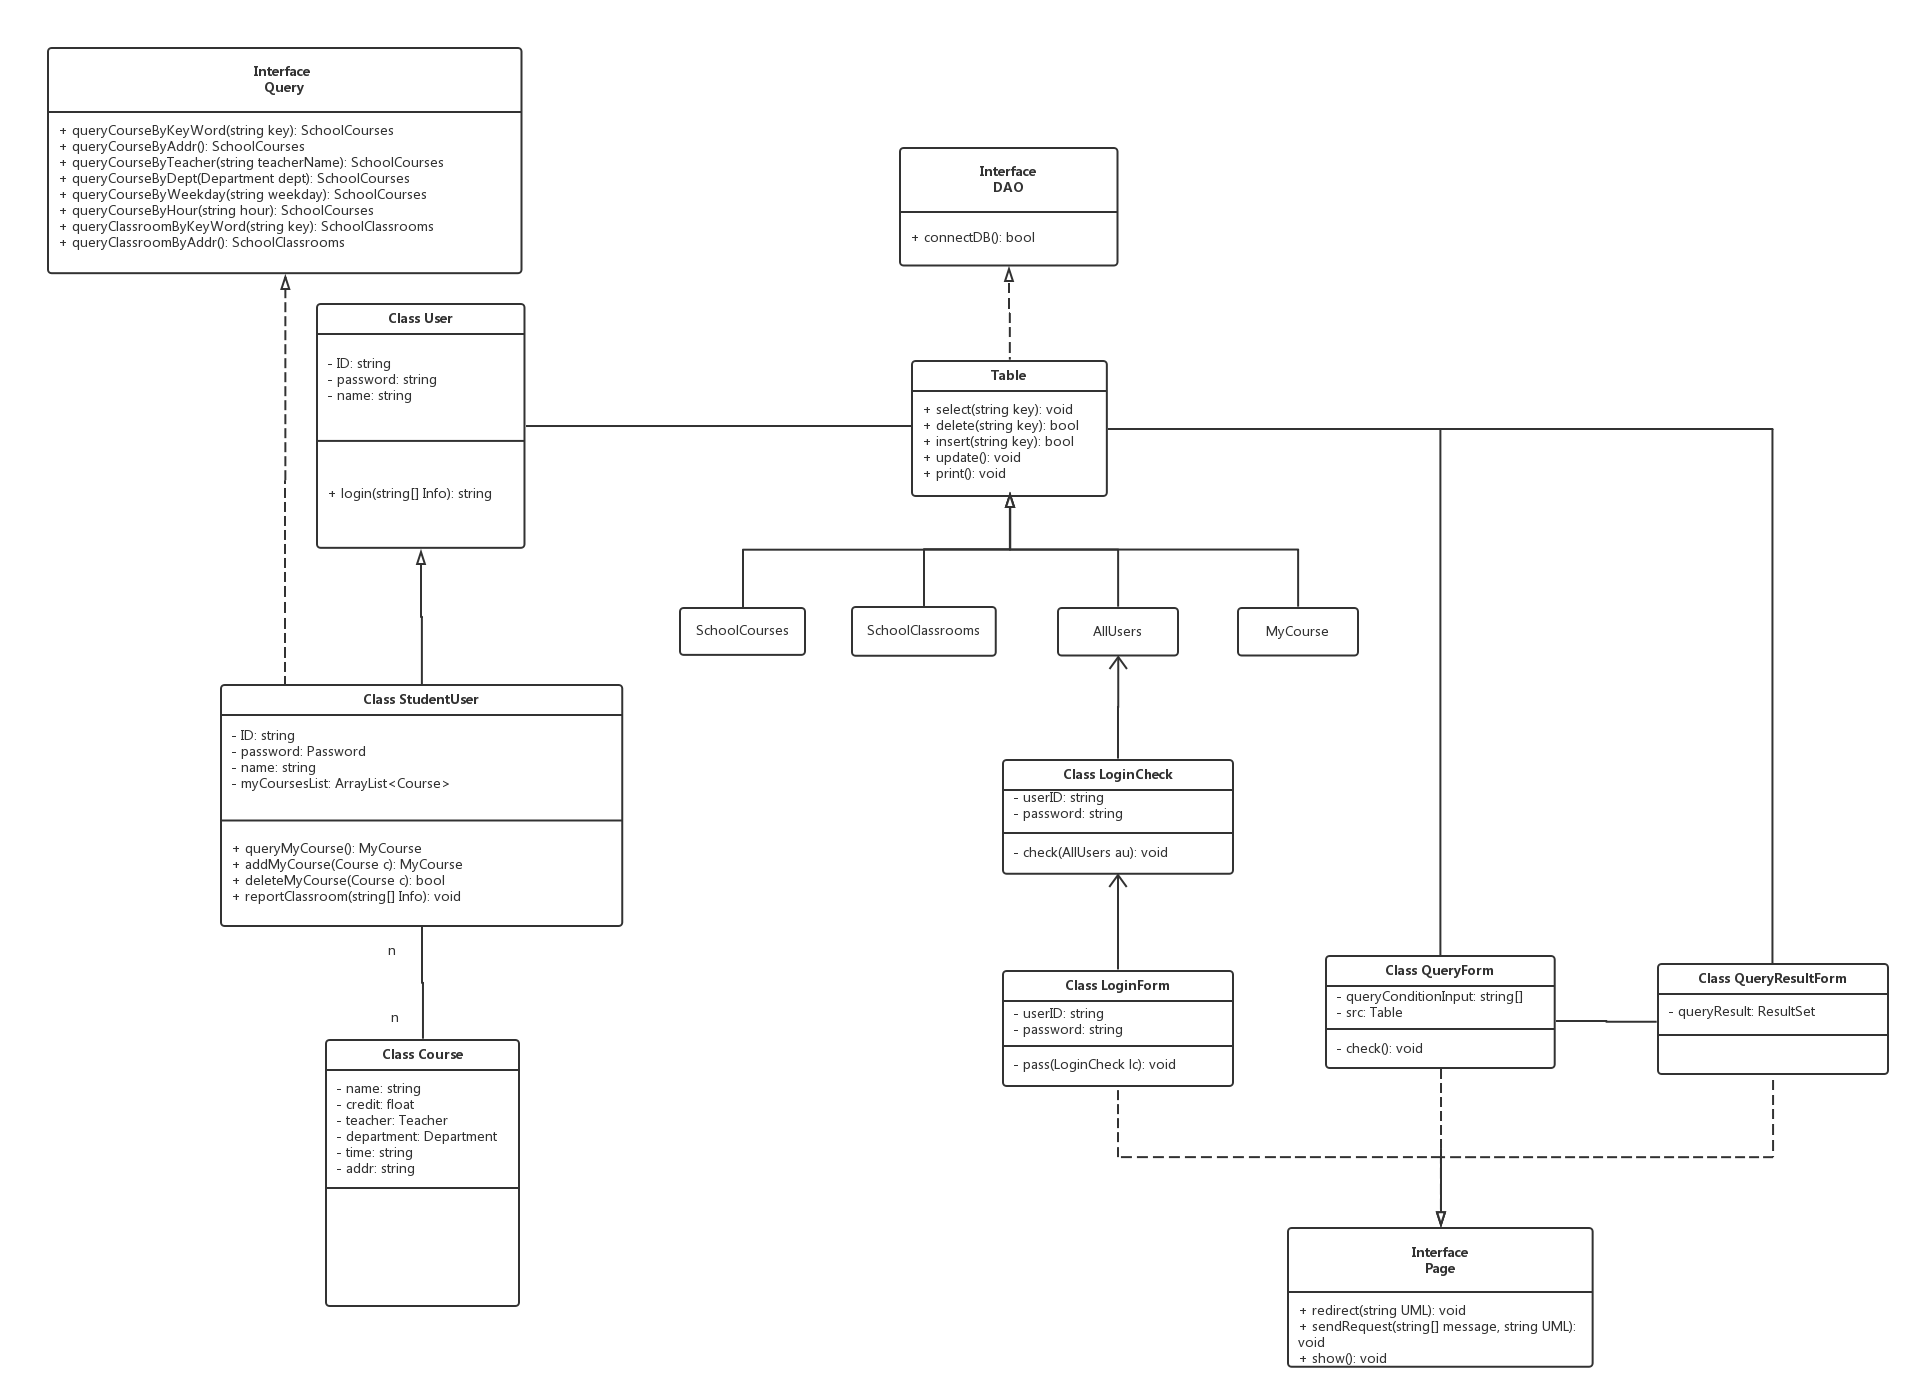 Interface
Query
+ queryCourseByKeyWord(string key): SchoolCourses
+ queryCourseByAddr(): SchoolCourses
+ queryCourseByTeacher(string teacherName): SchoolCourses
+ queryCourseByDept(Department dept): SchoolCourses
+ queryCourseByWeekday(string weekday): SchoolCourses
+ queryCourseByHour(string hour): SchoolCourses
+ queryClassroomByKeyWord(string key): SchoolClassrooms
+ queryClassroomByAddr(): SchoolClassrooms
Interface
DAO
+ connectDB(): bool
Class User
- ID: string
- password: string
- name: string
+ login(string[] Info): string
Table
+ select(string key): void
+ delete(string key): bool
+ insert(string key): bool
+ update(): void
+ print(): void
SchoolCourses
SchoolClassrooms
AllUsers
MyCourse
Class StudentUser
- ID: string
- password: Password
- name: string
- myCoursesList: ArrayList<Course>
+ queryMyCourse(): MyCourse
+ addMyCourse(Course c): MyCourse
+ deleteMyCourse(Course c): bool
+ reportClassroom(string[] Info): void
n
n
Class Course
- name: string
- credit: float
- teacher: Teacher
- department: Department
- time: string
- addr: string
Class LoginCheck
- userID: string
- password: string
- check(AllUsers au): void
Class LoginForm
- userID: string
- password: string
- pass(LoginCheck lc): void
Class QueryForm
- queryConditionInput: string[]
- src: Table
- check(): void
Class QueryResultForm
- queryResult: ResultSet
Interface
Page
+ redirect(string UML): void
+ sendRequest(string[] message, string UML):
void
+ show(): void